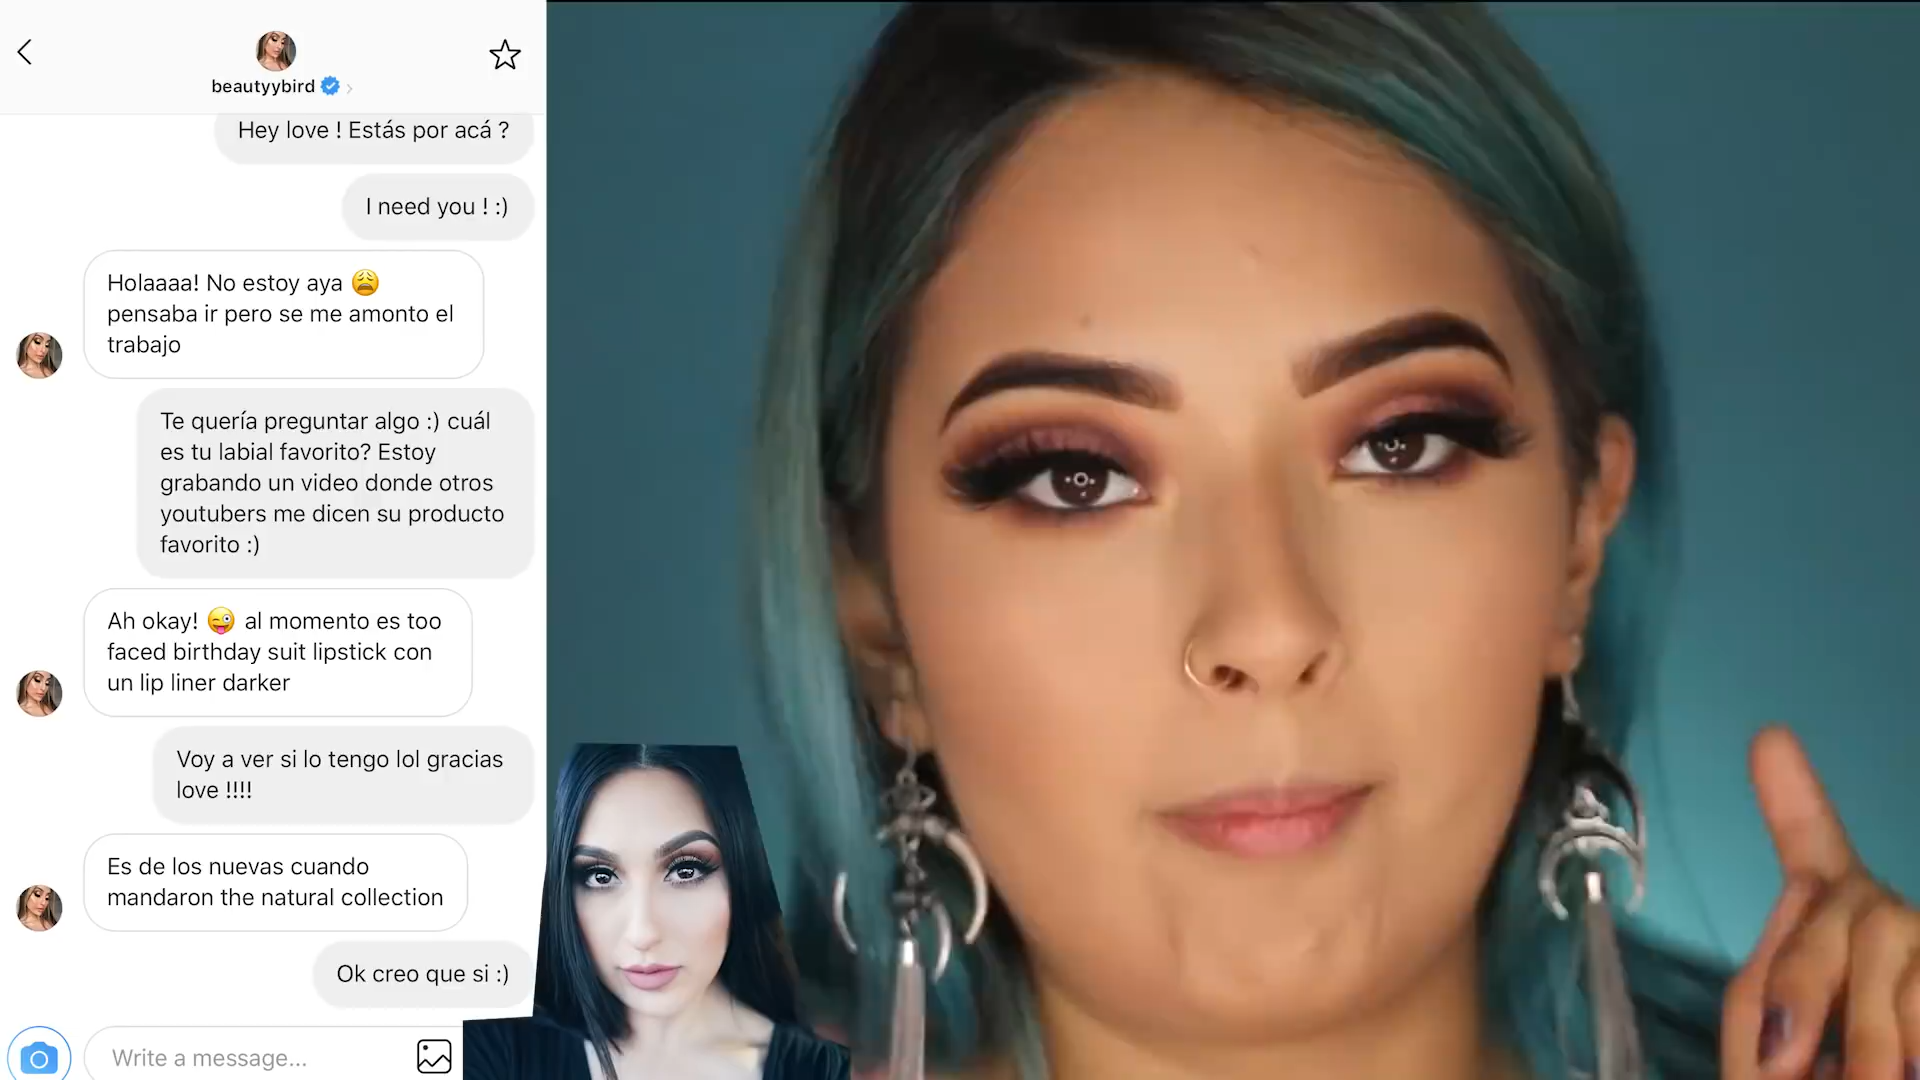 beautyybird
Hey love ! Estás por acá ?
I need you ! :)
Holaaaa! No estoy aya 😩
pensaba ir pero se me amonto el
trabajo
Te quería preguntar algo :) cuál
es tu labial favorito? Estoy
grabando un video donde otros
youtubers me dicen su producto
favorito :)
Ah okay! 😜 al momento es too
faced birthday suit lipstick con
un lip liner darker
Voy a ver si lo tengo lol gracias
love !!!!
Es de los nuevas cuando
mandaron the natural collection
Ok creo que si :)
Write a message...